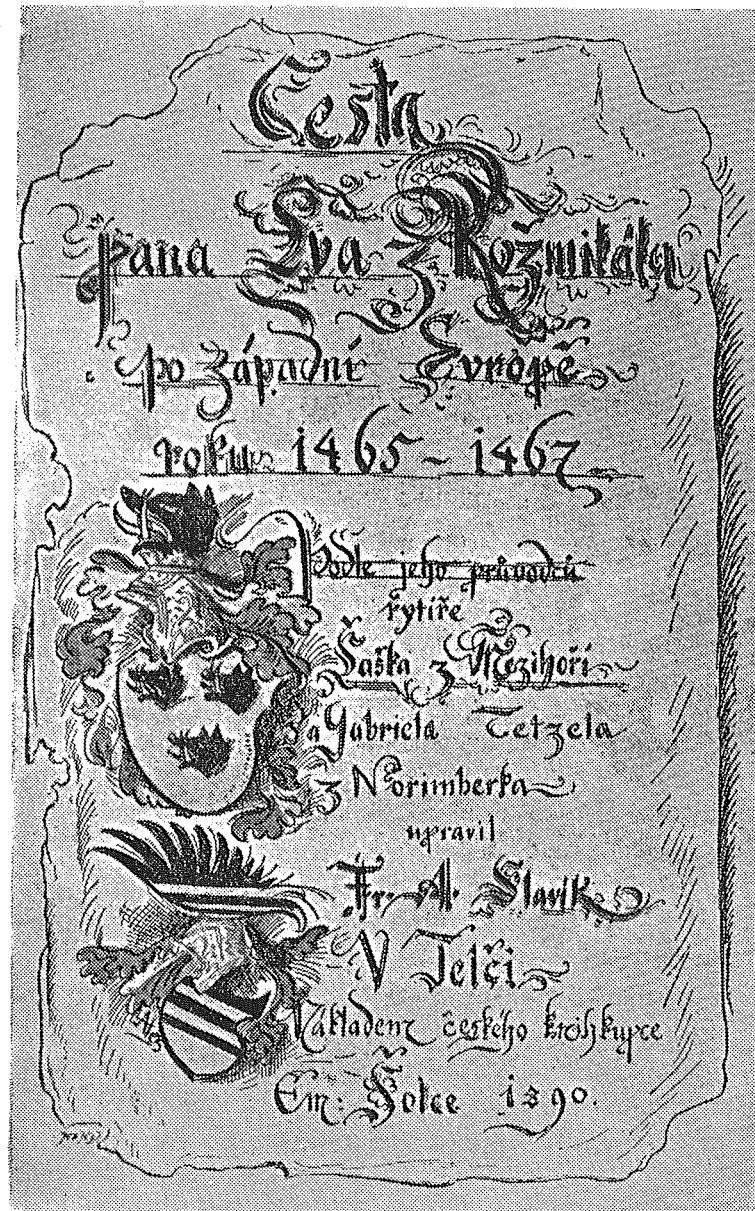 Cesta
pana Lva z Rožmitála
po západní Evropě
roku 1465 - 1467
Podle jeho průvodců
rytíře
Šaška z Mezihoří
a Gabriela Tetzela
z Norimberka
upravil
Fr. A. Slavík
V Telči
Nákladem českého knihkupce
Em. Šolce 1890.